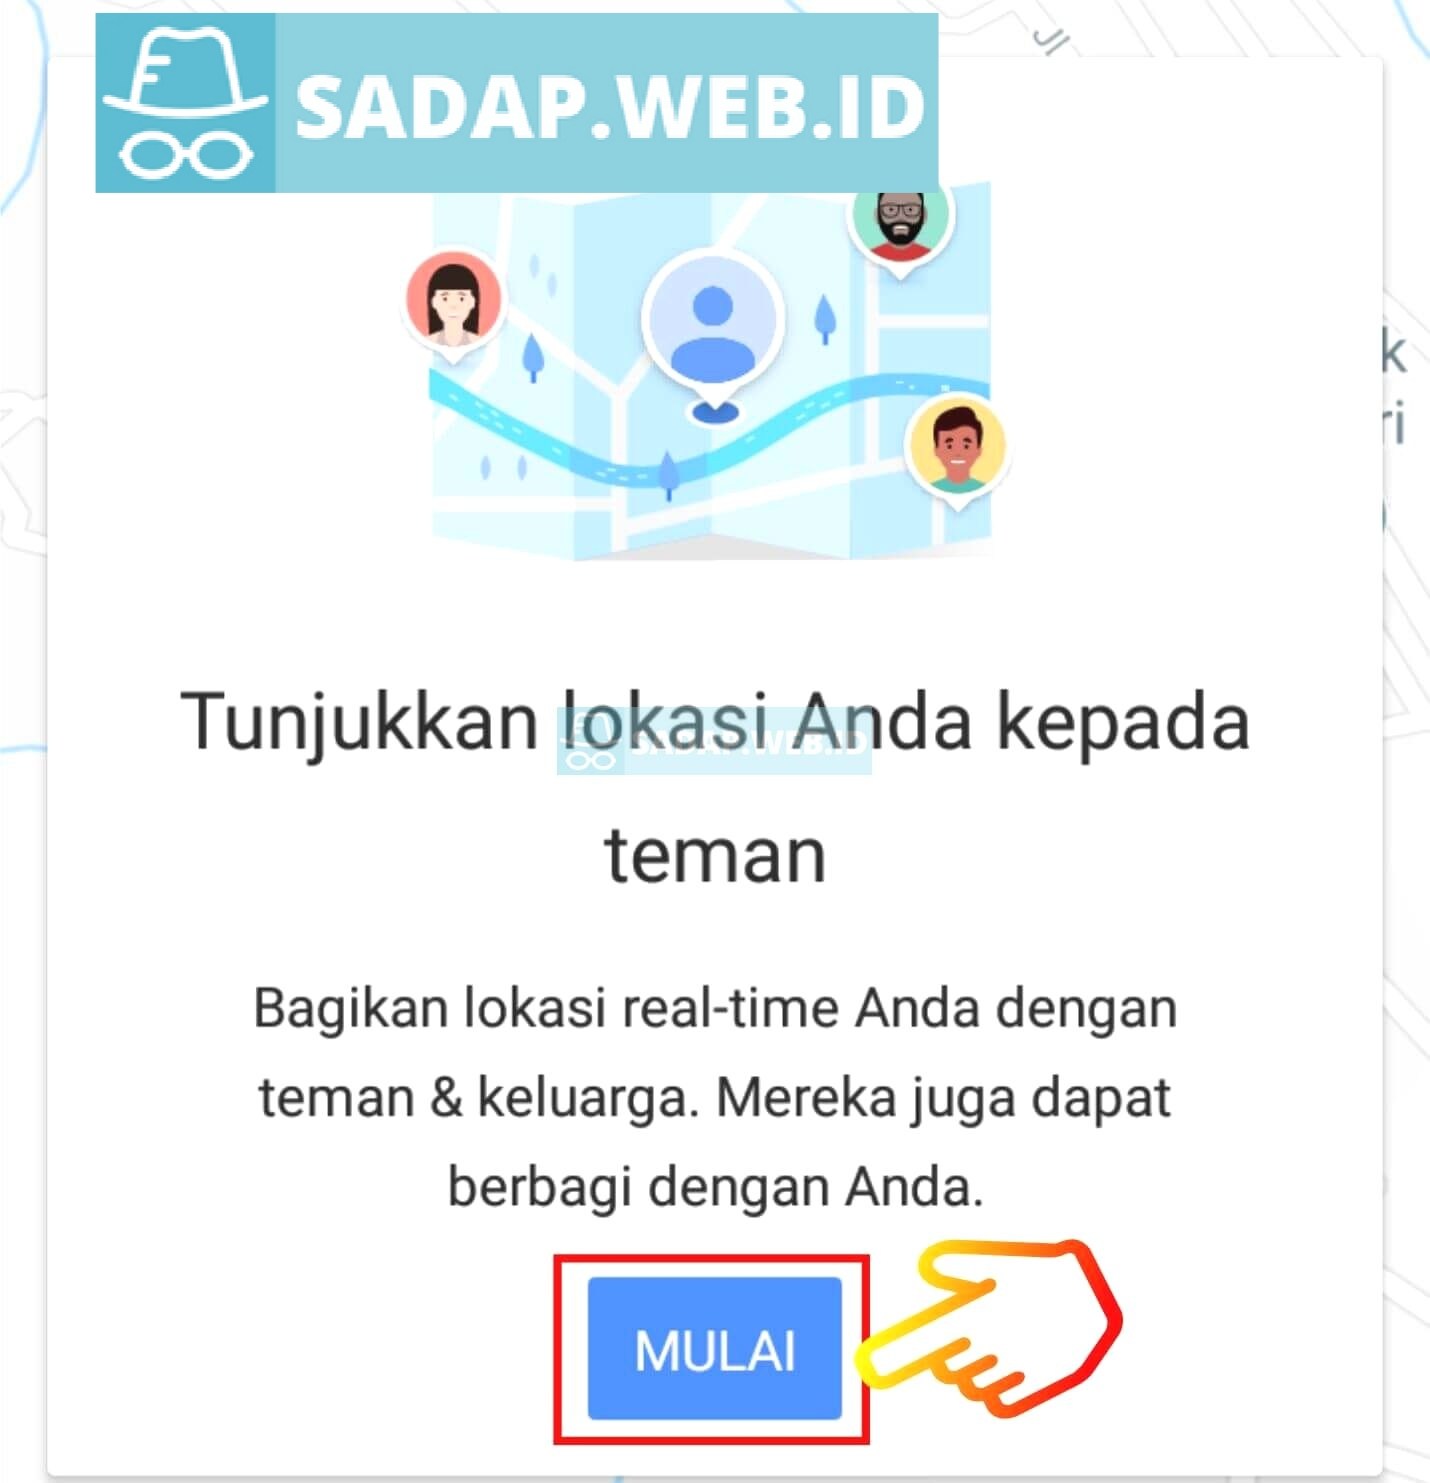 Jl
SADAP.WEB.ID
k
ri
Tunjukkan lokasi Anda kepada
SADAP.WEB.ID
teman
Bagikan lokasi real-time Anda dengan
teman & keluarga. Mereka juga dapat
berbagi dengan Anda.
MULAI